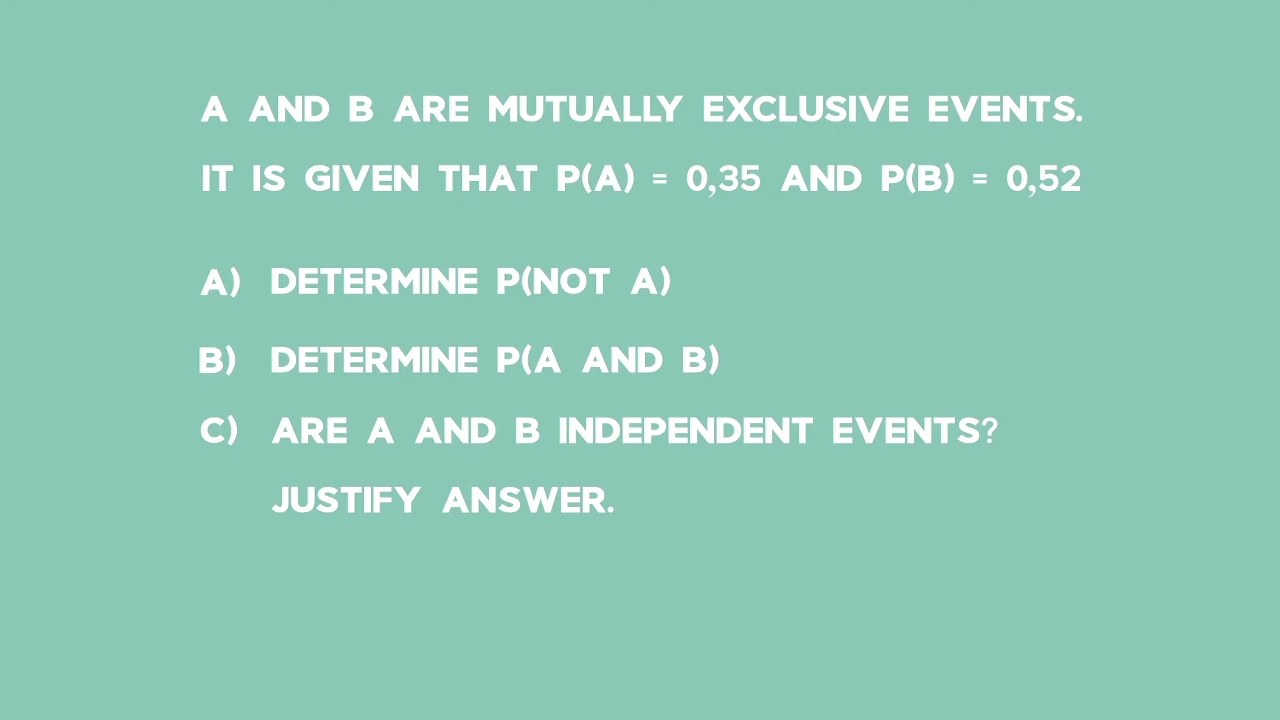 A AND B ARE MUTUALLY EXCLUSIVE EVENTS.
IT IS GIVEN THAT P(A) = 0,35 AND P(B) = 0,52
A) DETERMINE P(NOT A)
B) DETERMINE P(A AND B)
C) ARE A AND B INDEPENDENT EVENTS?
JUSTIFY ANSWER.